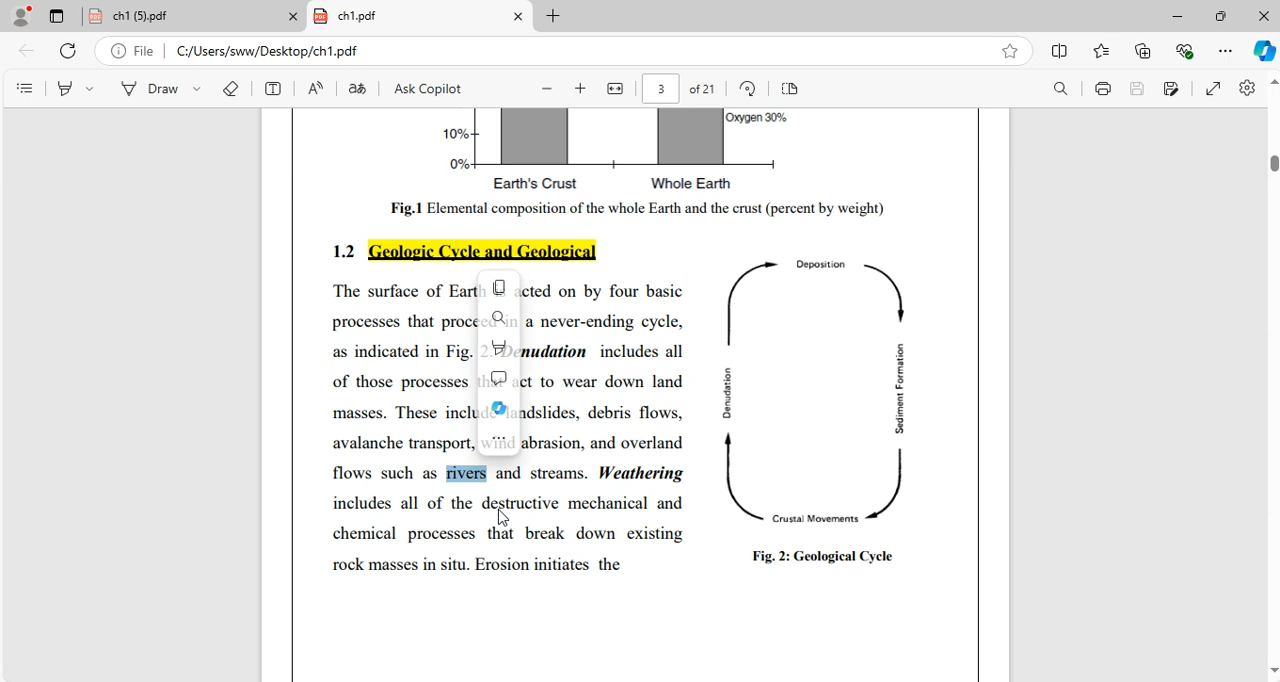 ch1 (5).pdf
ch1.pdf
File
C:/Users/sww/Desktop/ch1.pdf
Draw
Ask Copilot
3 of 21
Oxygen 30%
10%
0%
Earth's Crust
Whole Earth
Fig.1 Elemental composition of the whole Earth and the crust (percent by weight)
1.2 Geologic Cycle and Geological
The surface of Earth is acted on by four basic
processes that proceed in a never-ending cycle,
as indicated in Fig. 2. Denudation includes all
of those processes that act to wear down land
masses. These include landslides, debris flows,
avalanche transport, wind abrasion, and overland
flows such as rivers and streams. Weathering
includes all of the destructive mechanical and
chemical processes that break down existing
rock masses in situ. Erosion initiates the
Deposition
Denudation
Sediment Formation
Crustal Movements
Fig. 2: Geological Cycle